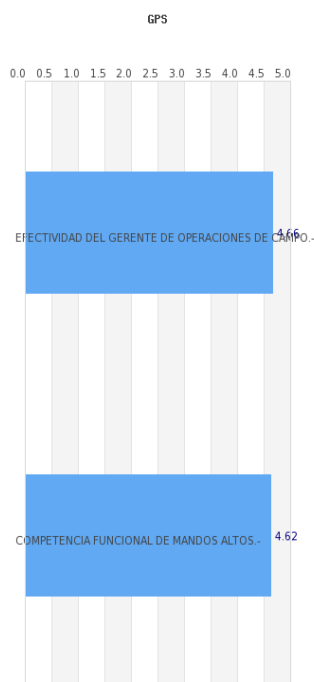 GPS
0.0 0.5 1.0 1.5 2.0 2.5 3.0 3.5 4.0 4.5 5.0
EFECTIVIDAD DEL GERENTE DE OPERACIONES DE CAMPO.-
4.66
COMPETENCIA FUNCIONAL DE MANDOS ALTOS.-
4.62